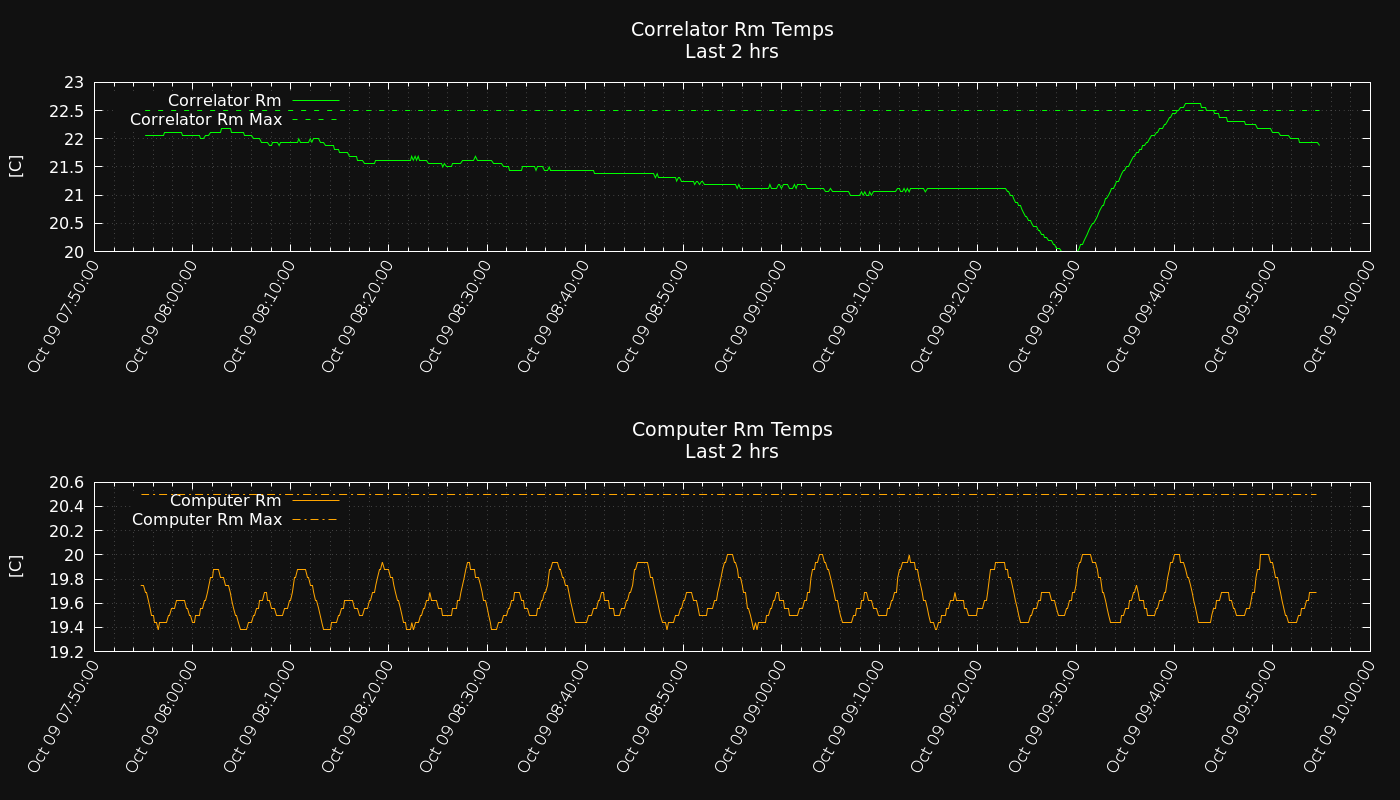 Correlator Rm Temps
Last 2 hrs
[C]
23
22.5
22
21.5
21
20.5
20
Correlator Rm
Correlator Rm Max
Oct 09 07:50:00
Oct 09 08:00:00
Oct 09 08:10:00
Oct 09 08:20:00
Oct 09 08:30:00
Oct 09 08:40:00
Oct 09 08:50:00
Oct 09 09:00:00
Oct 09 09:10:00
Oct 09 09:20:00
Oct 09 09:30:00
Oct 09 09:40:00
Oct 09 09:50:00
Oct 09 10:00:00
Computer Rm Temps
Last 2 hrs
[C]
20.6
20.4
20.2
20
19.8
19.6
19.4
19.2
Computer Rm
Computer Rm Max
Oct 09 07:50:00
Oct 09 08:00:00
Oct 09 08:10:00
Oct 09 08:20:00
Oct 09 08:30:00
Oct 09 08:40:00
Oct 09 08:50:00
Oct 09 09:00:00
Oct 09 09:10:00
Oct 09 09:20:00
Oct 09 09:30:00
Oct 09 09:40:00
Oct 09 09:50:00
Oct 09 10:00:00